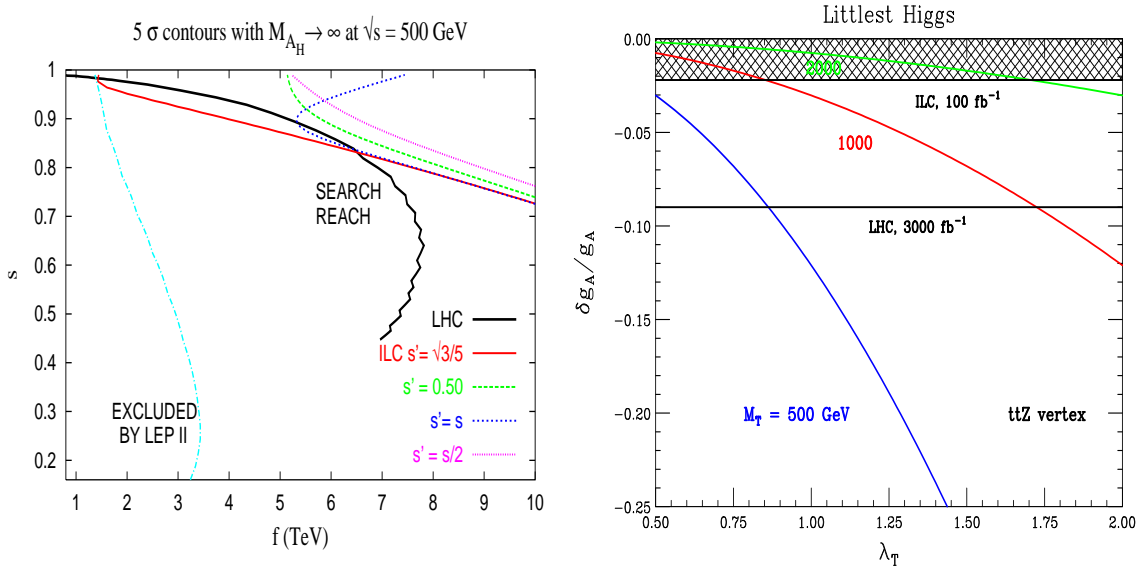 5 σ contours with M_{A_H} → ∞ at √s = 500 GeV
1
0.9
0.8
0.7
0.6
0.5
0.4
0.3
0.2
s
SEARCH
REACH
LHC
ILC s’= √3/5
s’ = 0.50
s’= s
s’ = s/2
EXCLUDED
BY LEP II
1 2 3 4 5 6 7 8 9 10
f (TeV)
Littlest Higgs
0.00
-0.05
-0.10
-0.15
-0.20
-0.25
δg_A/g_A
2000
ILC, 100 fb⁻¹
1000
LHC, 3000 fb⁻¹
M_T = 500 GeV
ttZ vertex
0.50 0.75 1.00 1.25 1.50 1.75 2.00
λ_T